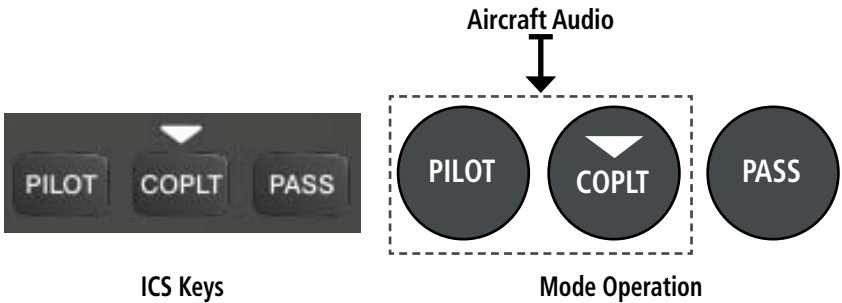 Aircraft Audio
PILOT COPLT PASS
PILOT COPLT PASS
ICS Keys
Mode Operation